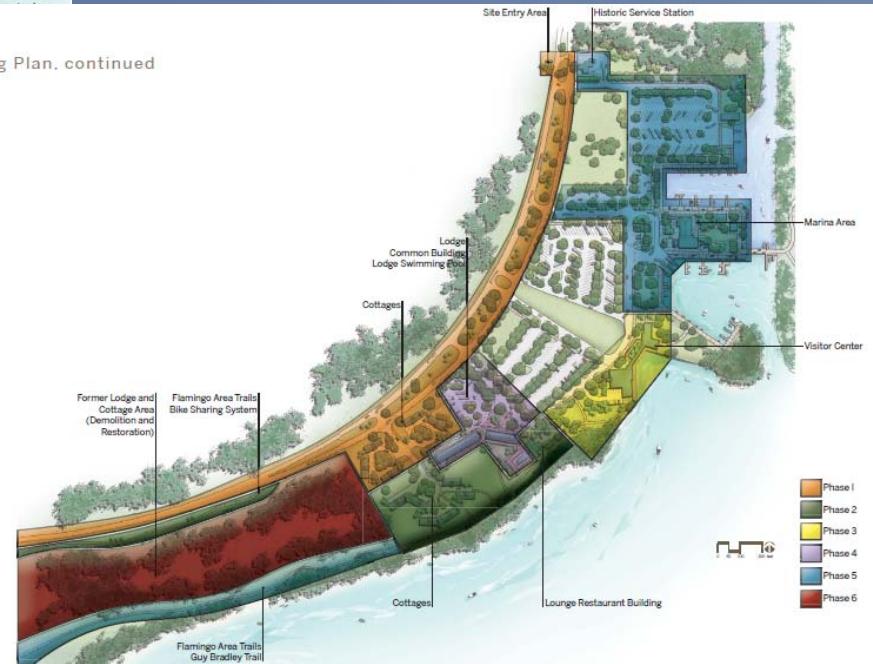 g Plan, continued
Site Entry Area
Historic Service Station
Marina Area
Lodge
Common Building
Lodge Swimming Pool
Cottages
Visitor Center
Former Lodge and
Cottage Area
(Demolition and
Restoration)
Flamingo Area Trails
Bike Sharing System
Phase 1
Phase 2
Phase 3
Phase 4
Phase 5
Phase 6
Cottages
Lounge Restaurant Building
Flamingo Area Trails
Guy Bradley Trail